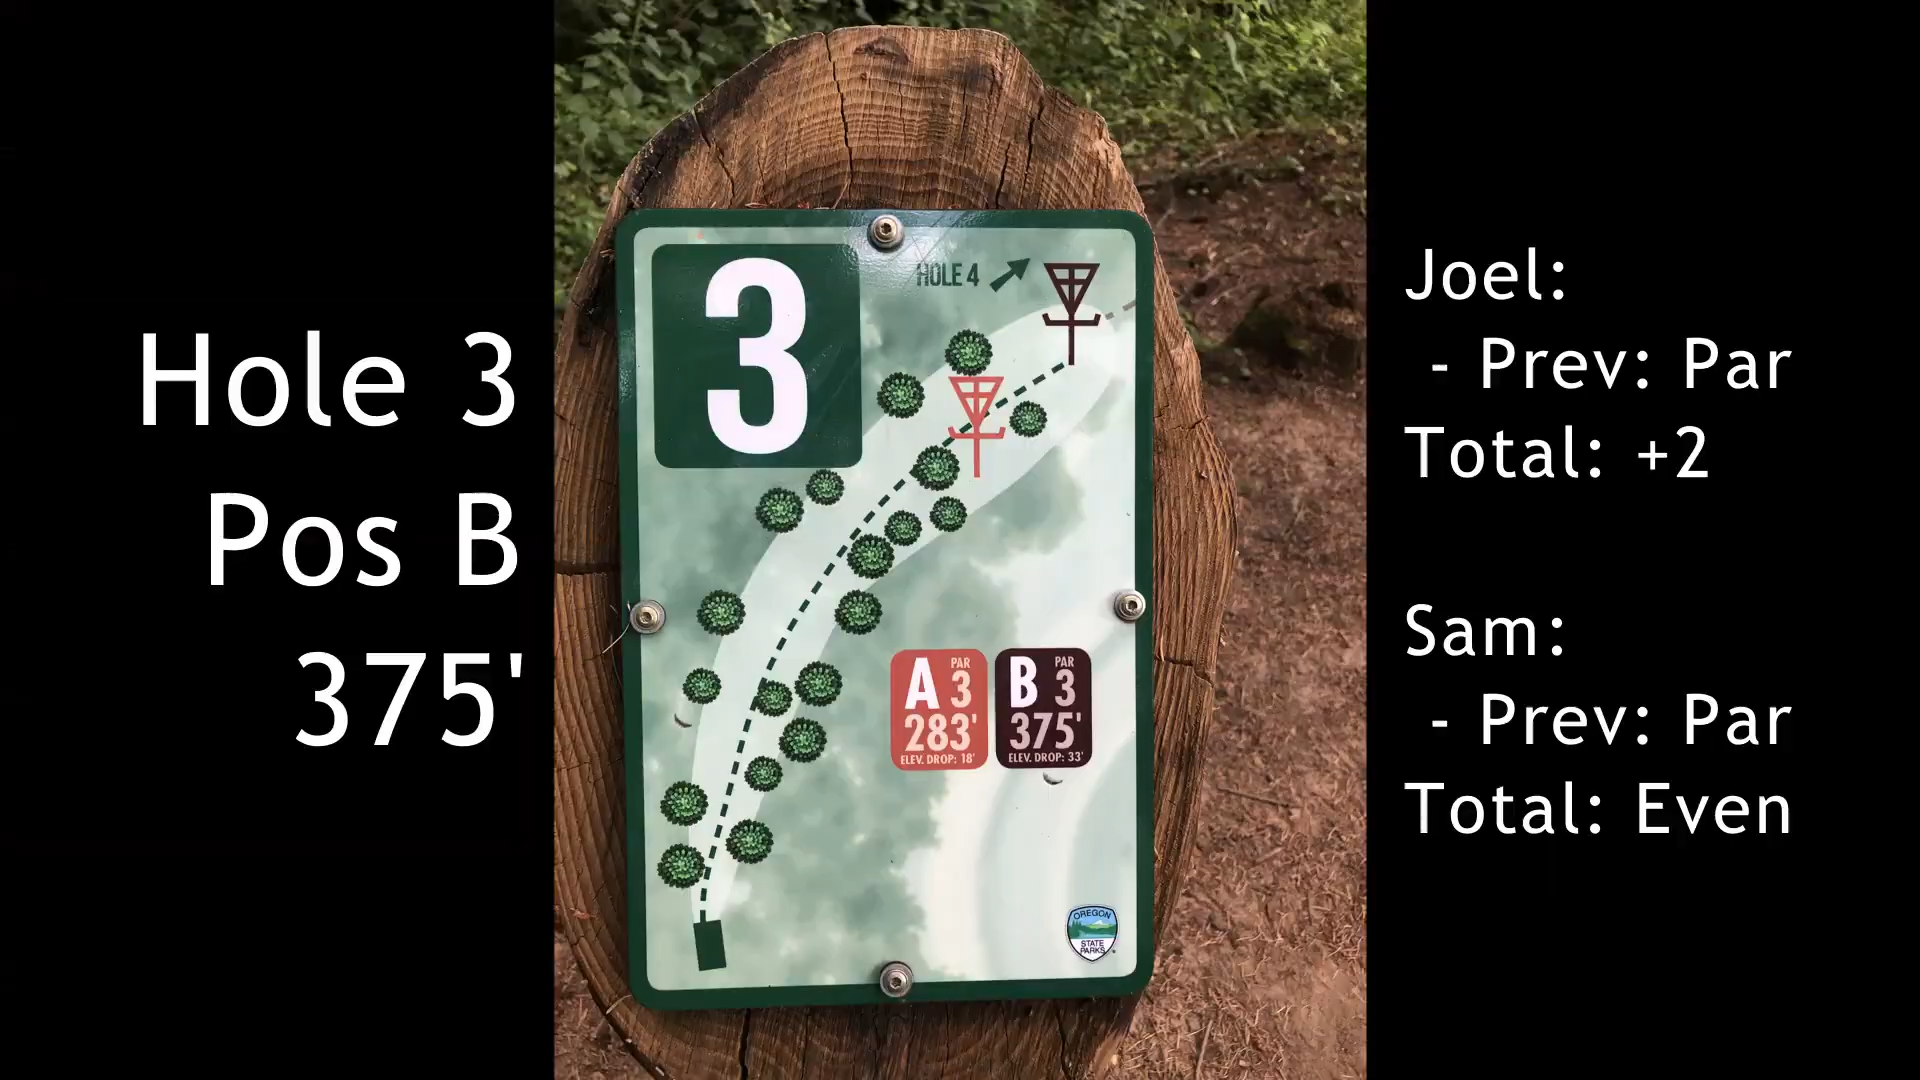 Hole 3
Pos B
375'
3
HOLE 4
A PAR 3
283'
ELEV. DROP: 18'
B PAR 3
375'
ELEV. DROP: 33'
OREGON
STATE
PARKS
Joel:
- Prev: Par
Total: +2
Sam:
- Prev: Par
Total: Even